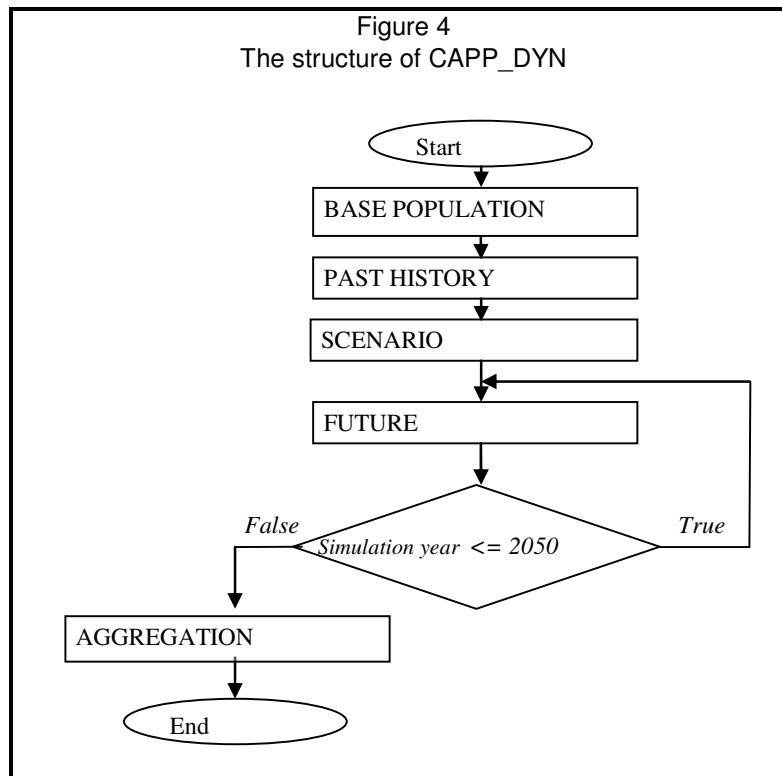 Figure 4
The structure of CAPP_DYN
Start
BASE POPULATION
PAST HISTORY
SCENARIO
FUTURE
False
True
Simulation year <= 2050
AGGREGATION
End